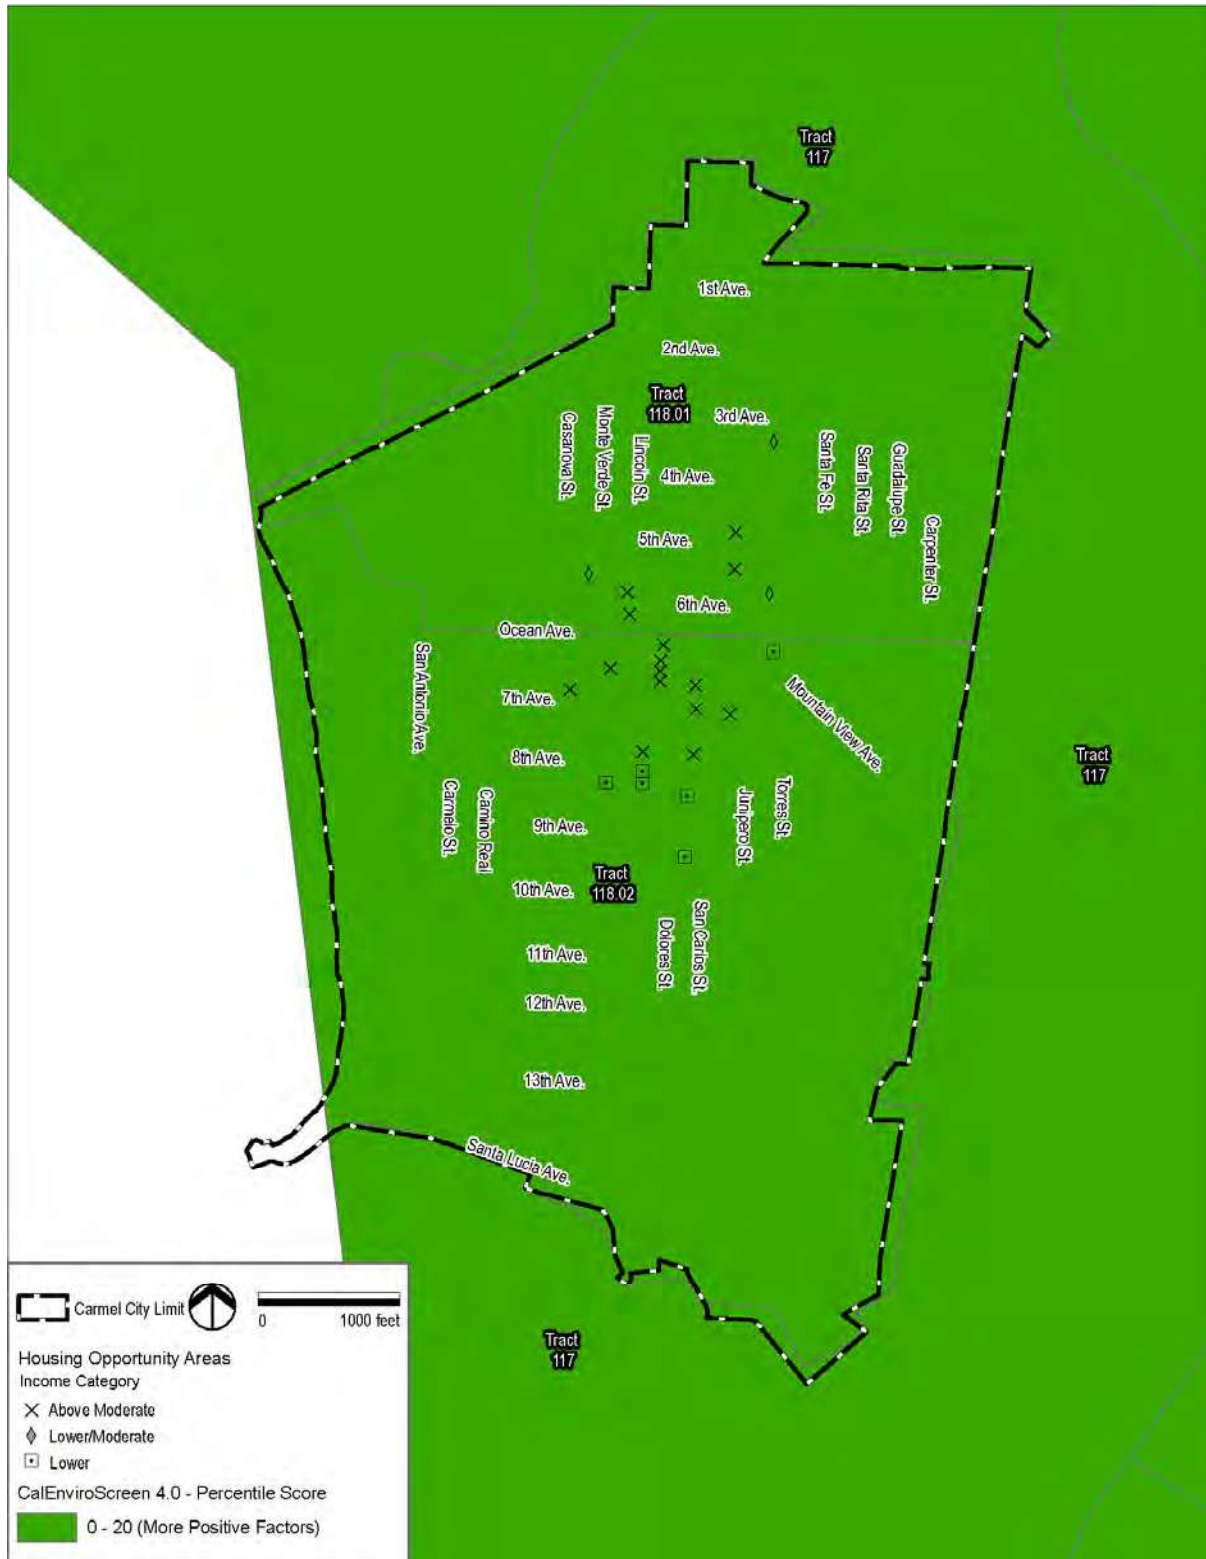 Tract
117
1st Ave.
2nd Ave.
Tract
118.01
3rd Ave.
Casanova St.
Monte Verde St.
Lincoln St.
4th Ave.
Santa Fe St.
Santa Rita St.
Guadalupe St.
Carpenter St.
5th Ave.
6th Ave.
Ocean Ave.
San Antonio Ave.
7th Ave.
Mountain View Ave.
8th Ave.
Tract
117
Carmelo St.
Camino Real
9th Ave.
Junipero St.
Torres St.
Tract
118.02
10th Ave.
Dolores St.
San Carlos St.
11th Ave.
12th Ave.
13th Ave.
Santa Lucia Ave.
Tract
117
Carmel City Limit
0 1000 feet
Housing Opportunity Areas
Income Category
Above Moderate
Lower/Moderate
Lower
CalEnviroScreen 4.0 - Percentile Score
0 - 20 (More Positive Factors)